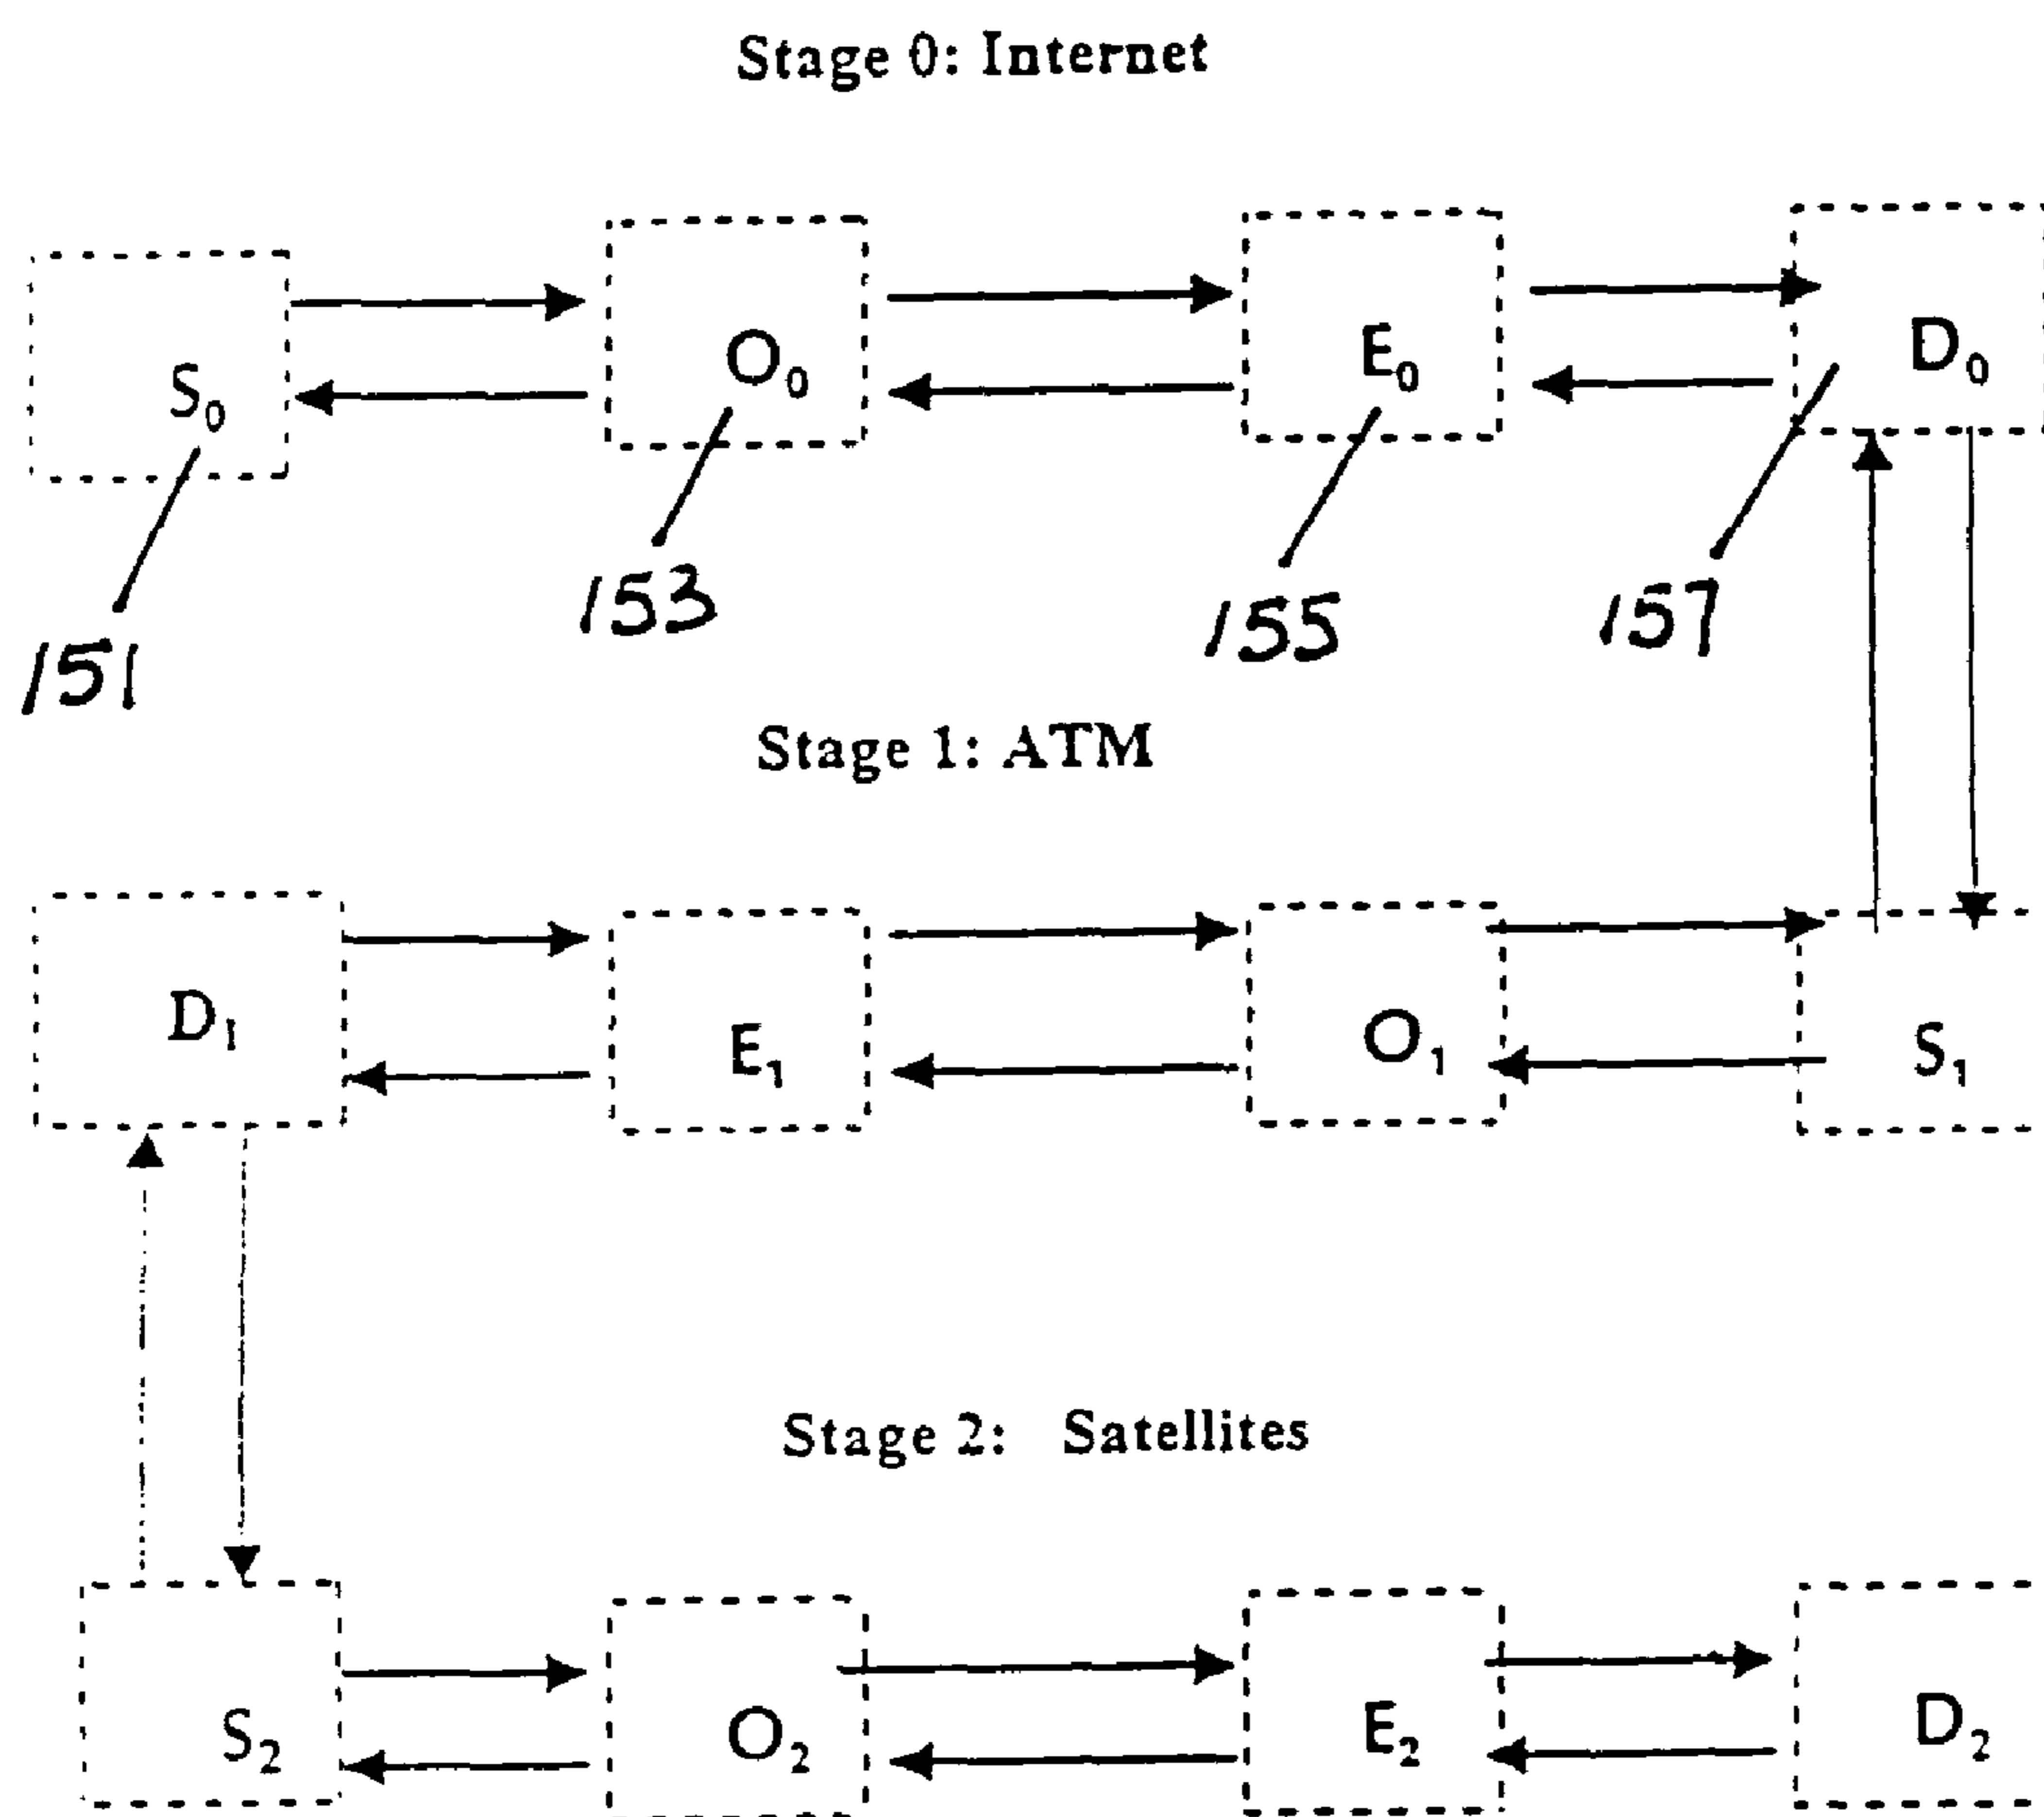 Stage 0: Internet
S₀ O₀ E₀ D₀
151 153 155 157
Stage 1: ATM
D₁ E₁ O₁ S₁
Stage 2: Satellites
S₂ O₂ E₂ D₂